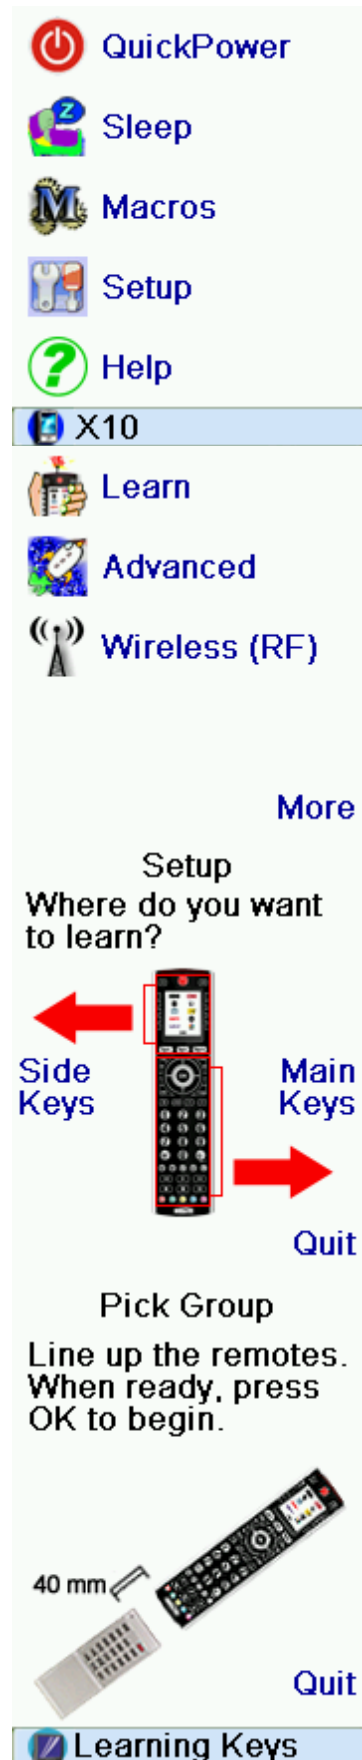 QuickPower
Sleep
Macros
Setup
Help
X10
Learn
Advanced
Wireless (RF)
More
Setup
Where do you want
to learn?
Side
Keys
Main
Keys
Quit
Pick Group
Line up the remotes.
When ready, press
OK to begin.
40 mm
Quit
Learning Keys